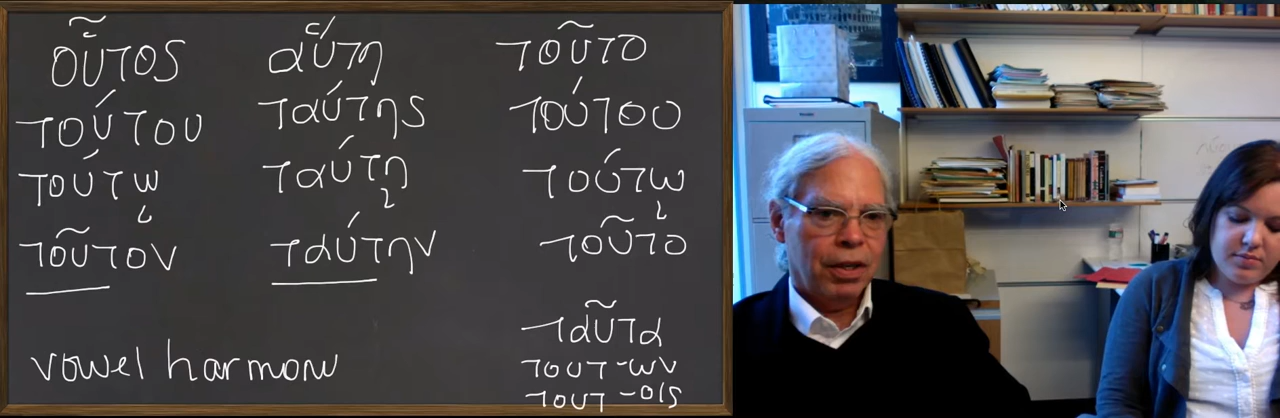 οὗτος αὕτη τοῦτο
τούτου ταύτης τούτου
τούτῳ ταύτῃ τούτῳ
τοῦτον ταύτην τοῦτο
ταῦτα
vowel harmony τουτ-ων
τουτ-οις